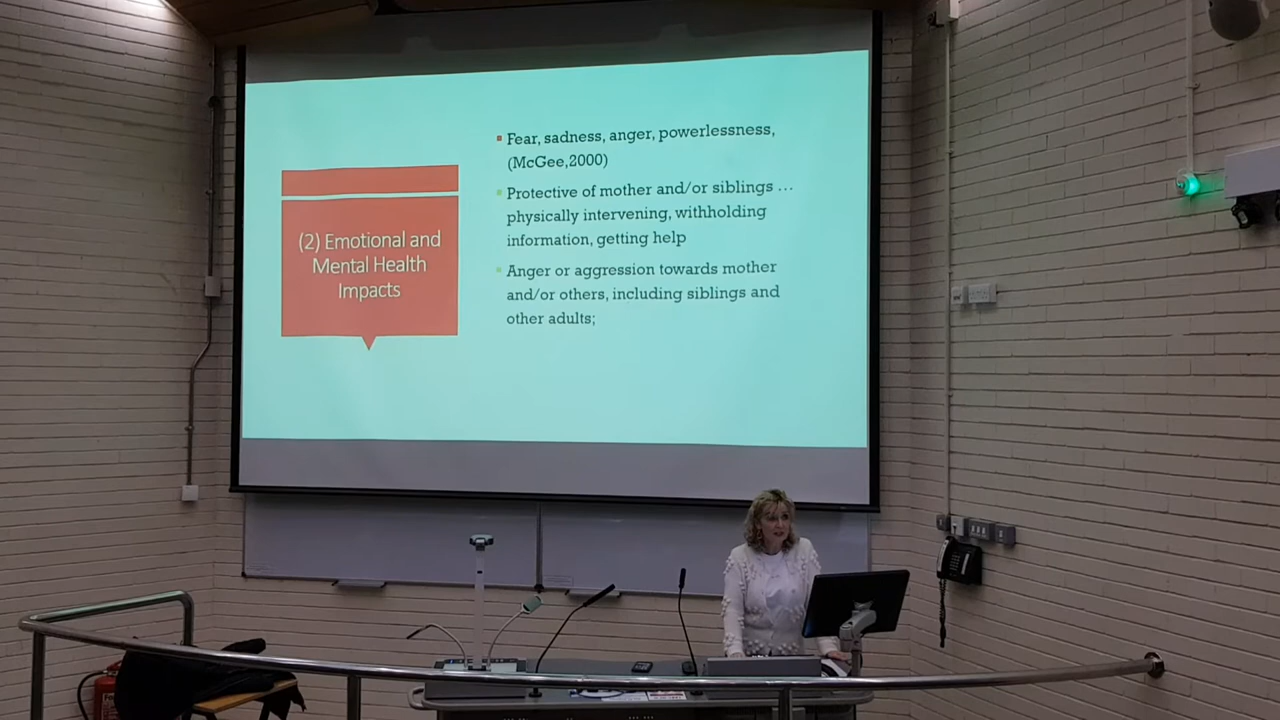 (2) Emotional and
Mental Health
Impacts
Fear, sadness, anger, powerlessness,
(McGee,2000)
Protective of mother and/or siblings …
physically intervening, withholding
information, getting help
Anger or aggression towards mother
and/or others, including siblings and
other adults;